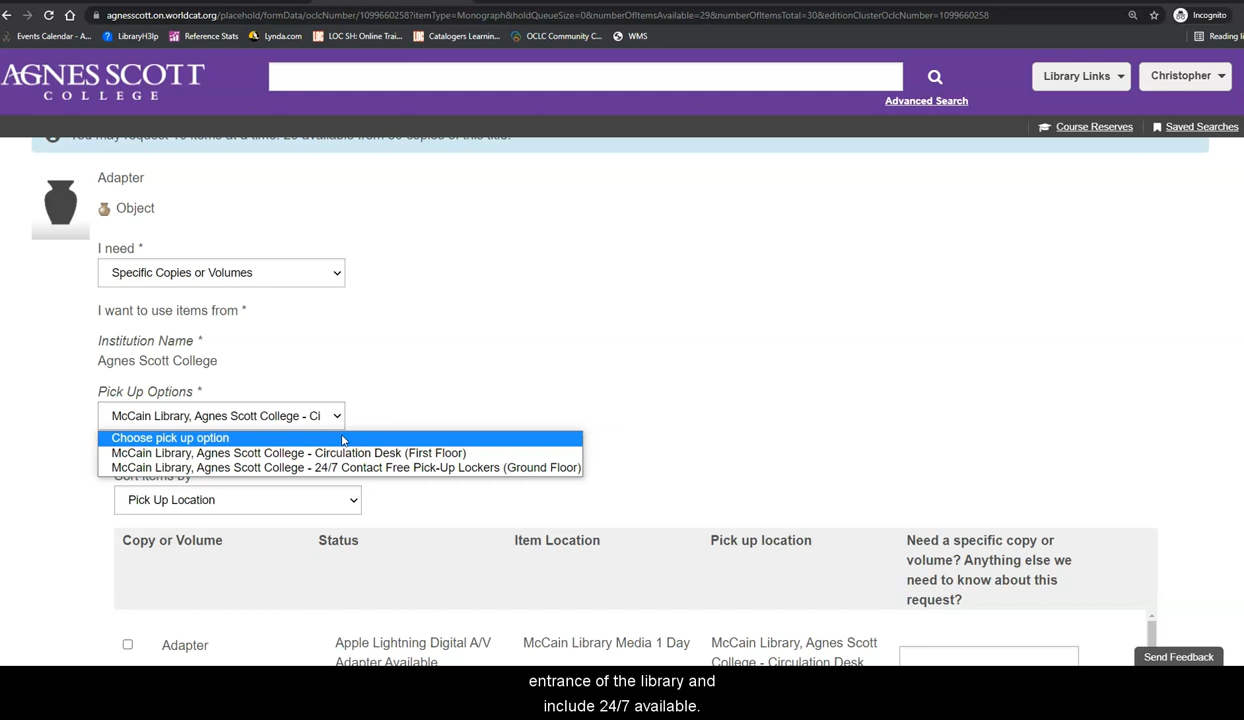 agnesscott.on.worldcat.org/placehold/formData/oclcNumber/1099660258?itemType=Monograph&holdQueueSize=0&numberOfItemsAvailable=29&numberOfItemsTotal=30&editionClusterOclcNumber=1099660258
Incognito
Events Calendar - A... LibraryH3lp Reference Stats Lynda.com LOC SH: Online Trai... Catalogers Learnin... OCLC Community C... WMS Reading li
AGNES SCOTT
COLLEGE
Library Links
Christopher
Advanced Search
Course Reserves
Saved Searches
Adapter
Object
I need *
Specific Copies or Volumes
I want to use items from *
Institution Name *
Agnes Scott College
Pick Up Options *
McCain Library, Agnes Scott College - Ci
Choose pick up option
McCain Library, Agnes Scott College - Circulation Desk (First Floor)
McCain Library, Agnes Scott College - 24/7 Contact Free Pick-Up Lockers (Ground Floor)
Sort items by
Pick Up Location
Copy or Volume Status Item Location Pick up location Need a specific copy or
volume? Anything else we
need to know about this
request?
Adapter Apple Lightning Digital A/V McCain Library Media 1 Day McCain Library, Agnes Scott
Adapter Available College - Circulation Desk
Send Feedback
entrance of the library and
include 24/7 available.